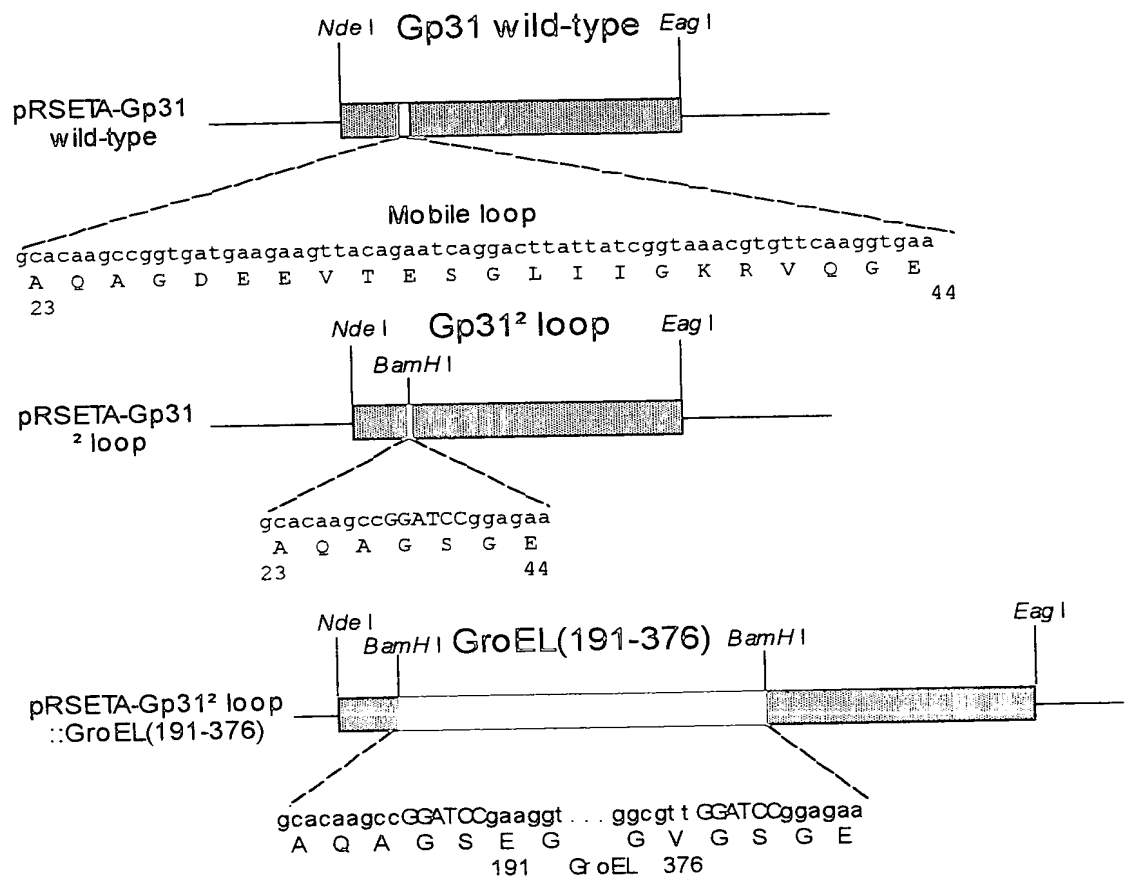 Nde I Gp31 wild-type Eag I
pRSETA-Gp31
wild-type
Mobile loop
gcacaagccggtgatgaagaagttacagaatcaggacttattatcggtaaacgtgttcaaggtgaa
A Q A G D E E V T E S G L I I G K R V Q G E
23 44
Nde I Gp31² loop Eag I
BamH I
pRSETA-Gp31
² loop
gcacaagccGGATCCggagaa
A Q A G S G E
23 44
Nde I BamH I GroEL(191-376) BamH I Eag I
pRSETA-Gp31² loop
::GroEL(191-376)
gcacaagccGGATCCgaaggt . . . ggcgttGGATCCggagaa
A Q A G S E G G V G S G E
191 GroEL 376